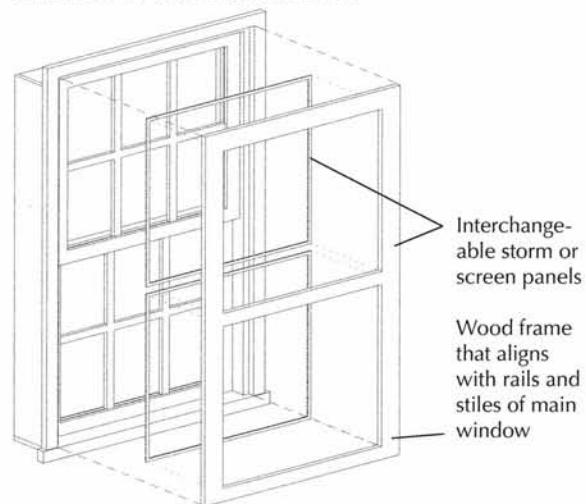 Interchange-
able storm or
screen panels
Wood frame
that aligns
with rails and
stiles of main
window